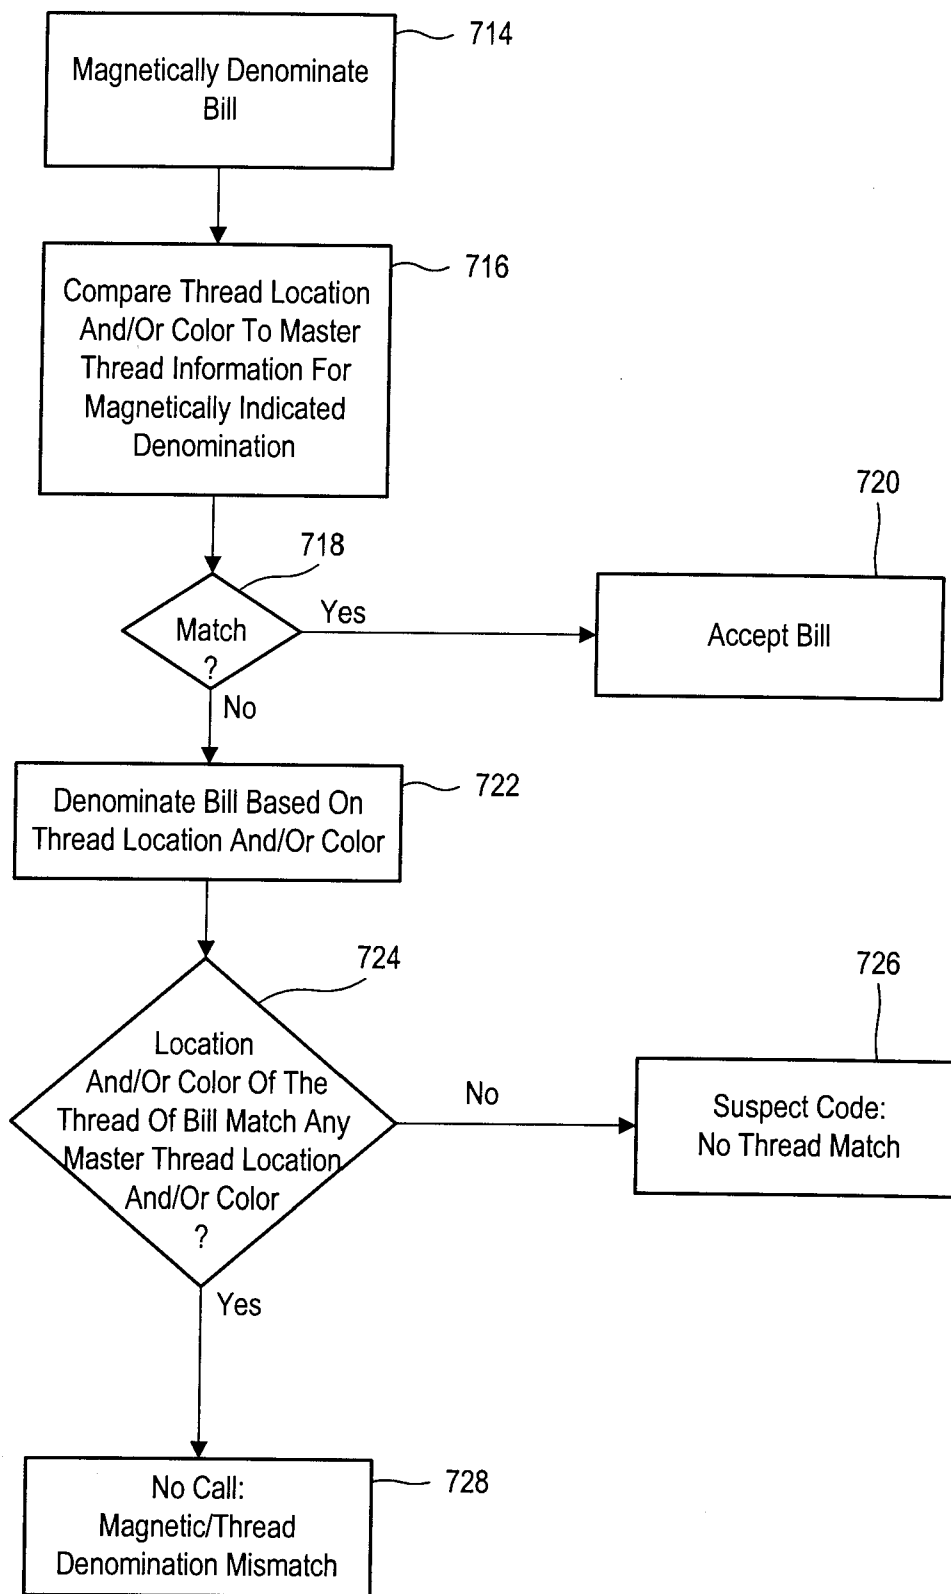 714
Magnetically Denominate
Bill
716
Compare Thread Location
And/Or Color To Master
Thread Information For
Magnetically Indicated
Denomination
718
Match
?
Yes
720
Accept Bill
No
722
Denominate Bill Based On
Thread Location And/Or Color
724
Location
And/Or Color Of The
Thread Of Bill Match Any
Master Thread Location
And/Or Color
?
No
726
Suspect Code:
No Thread Match
Yes
728
No Call:
Magnetic/Thread
Denomination Mismatch